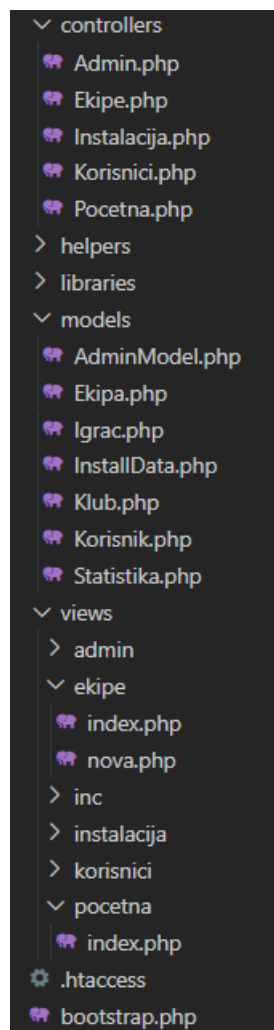 controllers
Admin.php
Ekipe.php
Instalacija.php
Korisnici.php
Pocetna.php
helpers
libraries
models
AdminModel.php
Ekipa.php
Igrac.php
InstallData.php
Klub.php
Korisnik.php
Statistika.php
views
admin
ekipe
index.php
nova.php
inc
instalacija
korisnici
pocetna
index.php
.htaccess
bootstrap.php